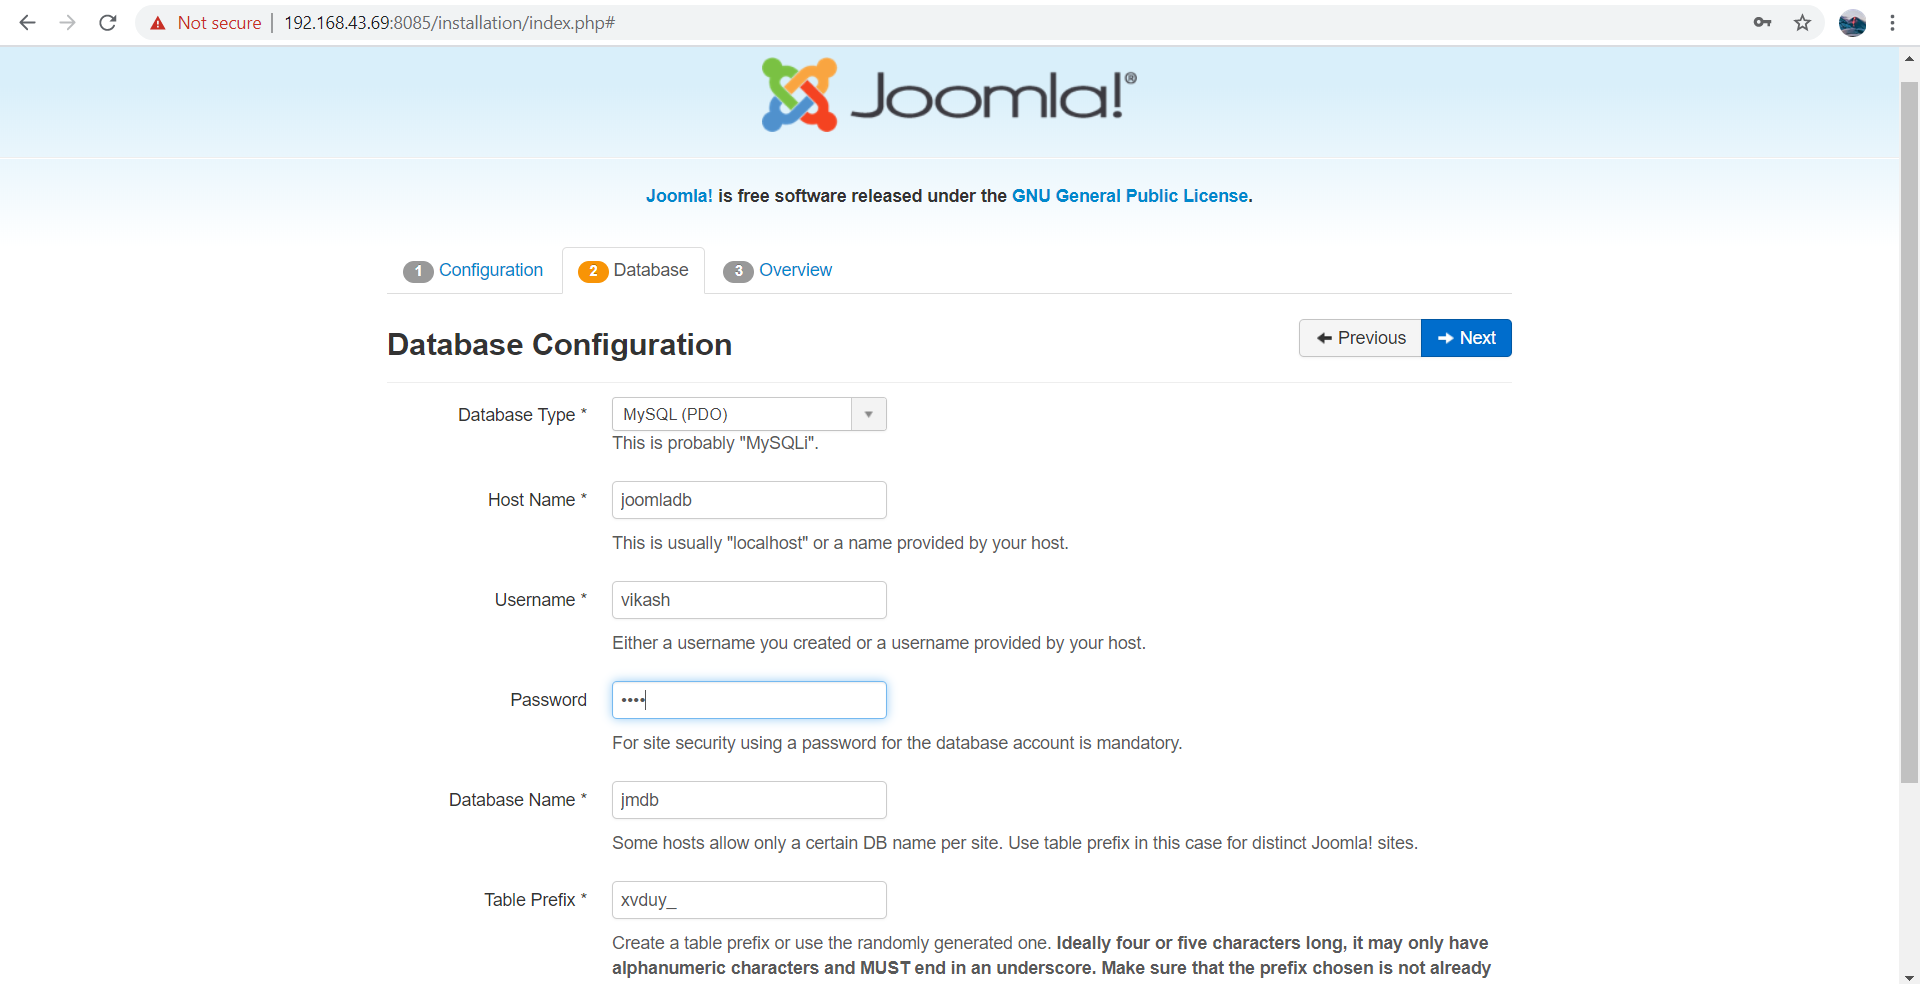 Not secure | 192.168.43.69:8085/installation/index.php#
Joomla!®
Joomla! is free software released under the GNU General Public License.
1 Configuration 2 Database 3 Overview
Database Configuration
Previous Next
Database Type * MySQL (PDO)
This is probably "MySQLi".
Host Name * joomladb
This is usually "localhost" or a name provided by your host.
Username * vikash
Either a username you created or a username provided by your host.
Password ••••
For site security using a password for the database account is mandatory.
Database Name * jmdb
Some hosts allow only a certain DB name per site. Use table prefix in this case for distinct Joomla! sites.
Table Prefix * xvduy_
Create a table prefix or use the randomly generated one. Ideally four or five characters long, it may only have
alphanumeric characters and MUST end in an underscore. Make sure that the prefix chosen is not already